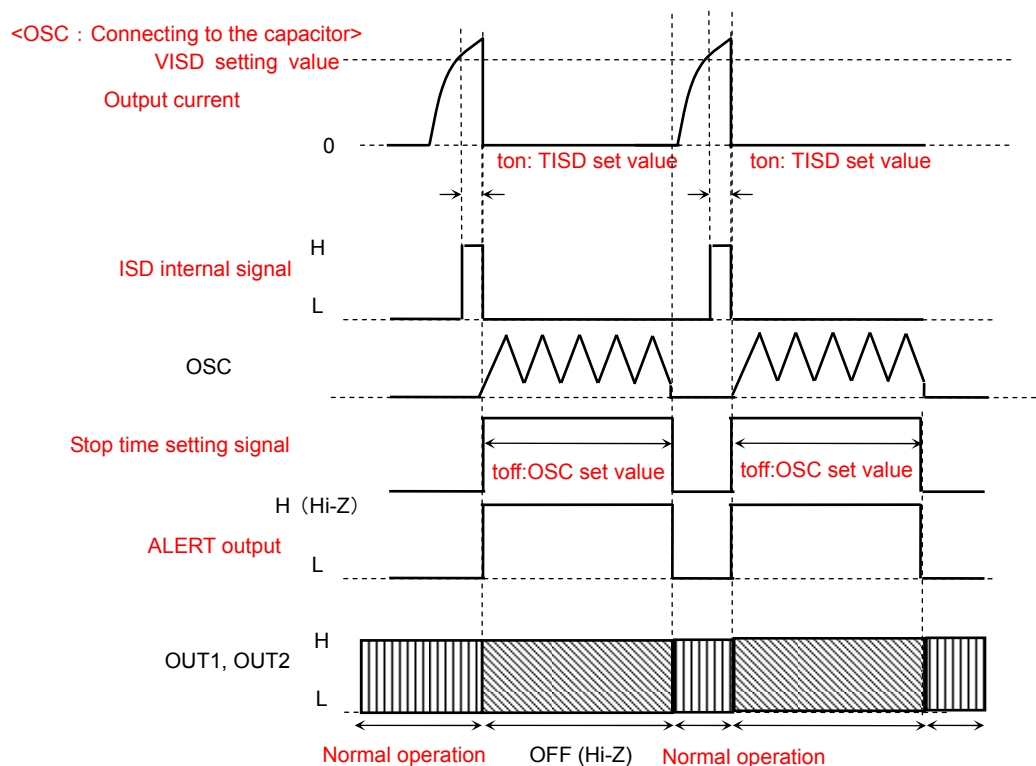 <OSC : Connecting to the capacitor>
VISD setting value
Output current
0
ton: TISD set value
ton: TISD set value
H
ISD internal signal
L
OSC
Stop time setting signal
toff:OSC set value
toff:OSC set value
H (Hi-Z)
ALERT output
L
H
OUT1, OUT2
L
Normal operation
OFF (Hi-Z)
Normal operation